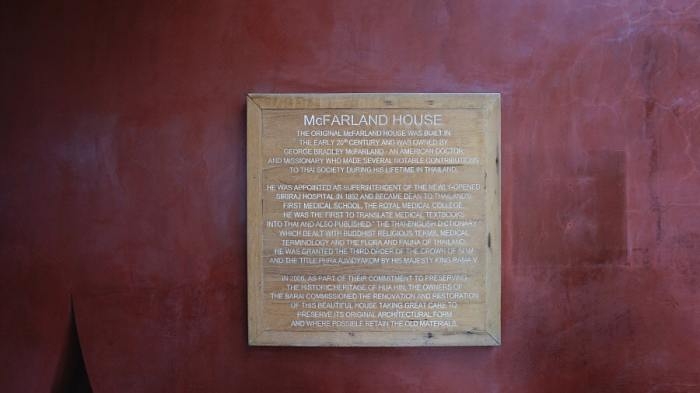 McFARLAND HOUSE
THE ORIGINAL McFARLAND HOUSE WAS BUILT IN
THE EARLY 20th CENTURY AND WAS OWNED BY
GEORGE BRADLEY McFARLAND - AN AMERICAN DOCTOR
AND MISSIONARY WHO MADE SEVERAL NOTABLE CONTRIBUTIONS
TO THAI SOCIETY DURING HIS LIFETIME IN THAILAND.
HE WAS APPOINTED AS SUPERINTENDENT OF THE NEWLY-OPENED
SIRIRAJ HOSPITAL IN 1892 AND BECAME DEAN TO THAILAND'S
FIRST MEDICAL SCHOOL, THE ROYAL MEDICAL COLLEGE.
HE WAS THE FIRST TO TRANSLATE MEDICAL TEXTBOOKS
INTO THAI AND ALSO PUBLISHED "THE THAI-ENGLISH DICTIONARY"
WHICH DEALT WITH BUDDHIST RELIGIOUS TERMS, MEDICAL
TERMINOLOGY AND THE FLORA AND FAUNA OF THAILAND.
HE WAS GRANTED THE THIRD ORDER OF THE CROWN OF SIAM
AND THE TITLE PHRA AJVIDYAKOM BY HIS MAJESTY KING RAMA V.
IN 2006, AS PART OF THEIR COMMITMENT TO PRESERVING
THE HISTORIC HERITAGE OF HUA HIN, THE OWNERS OF
THE BARAI COMMISSIONED THE RENOVATION AND RESTORATION
OF THIS BEAUTIFUL HOUSE TAKING GREAT CARE TO
PRESERVE ITS ORIGINAL ARCHITECTURAL FORM
AND WHERE POSSIBLE RETAIN THE OLD MATERIALS.